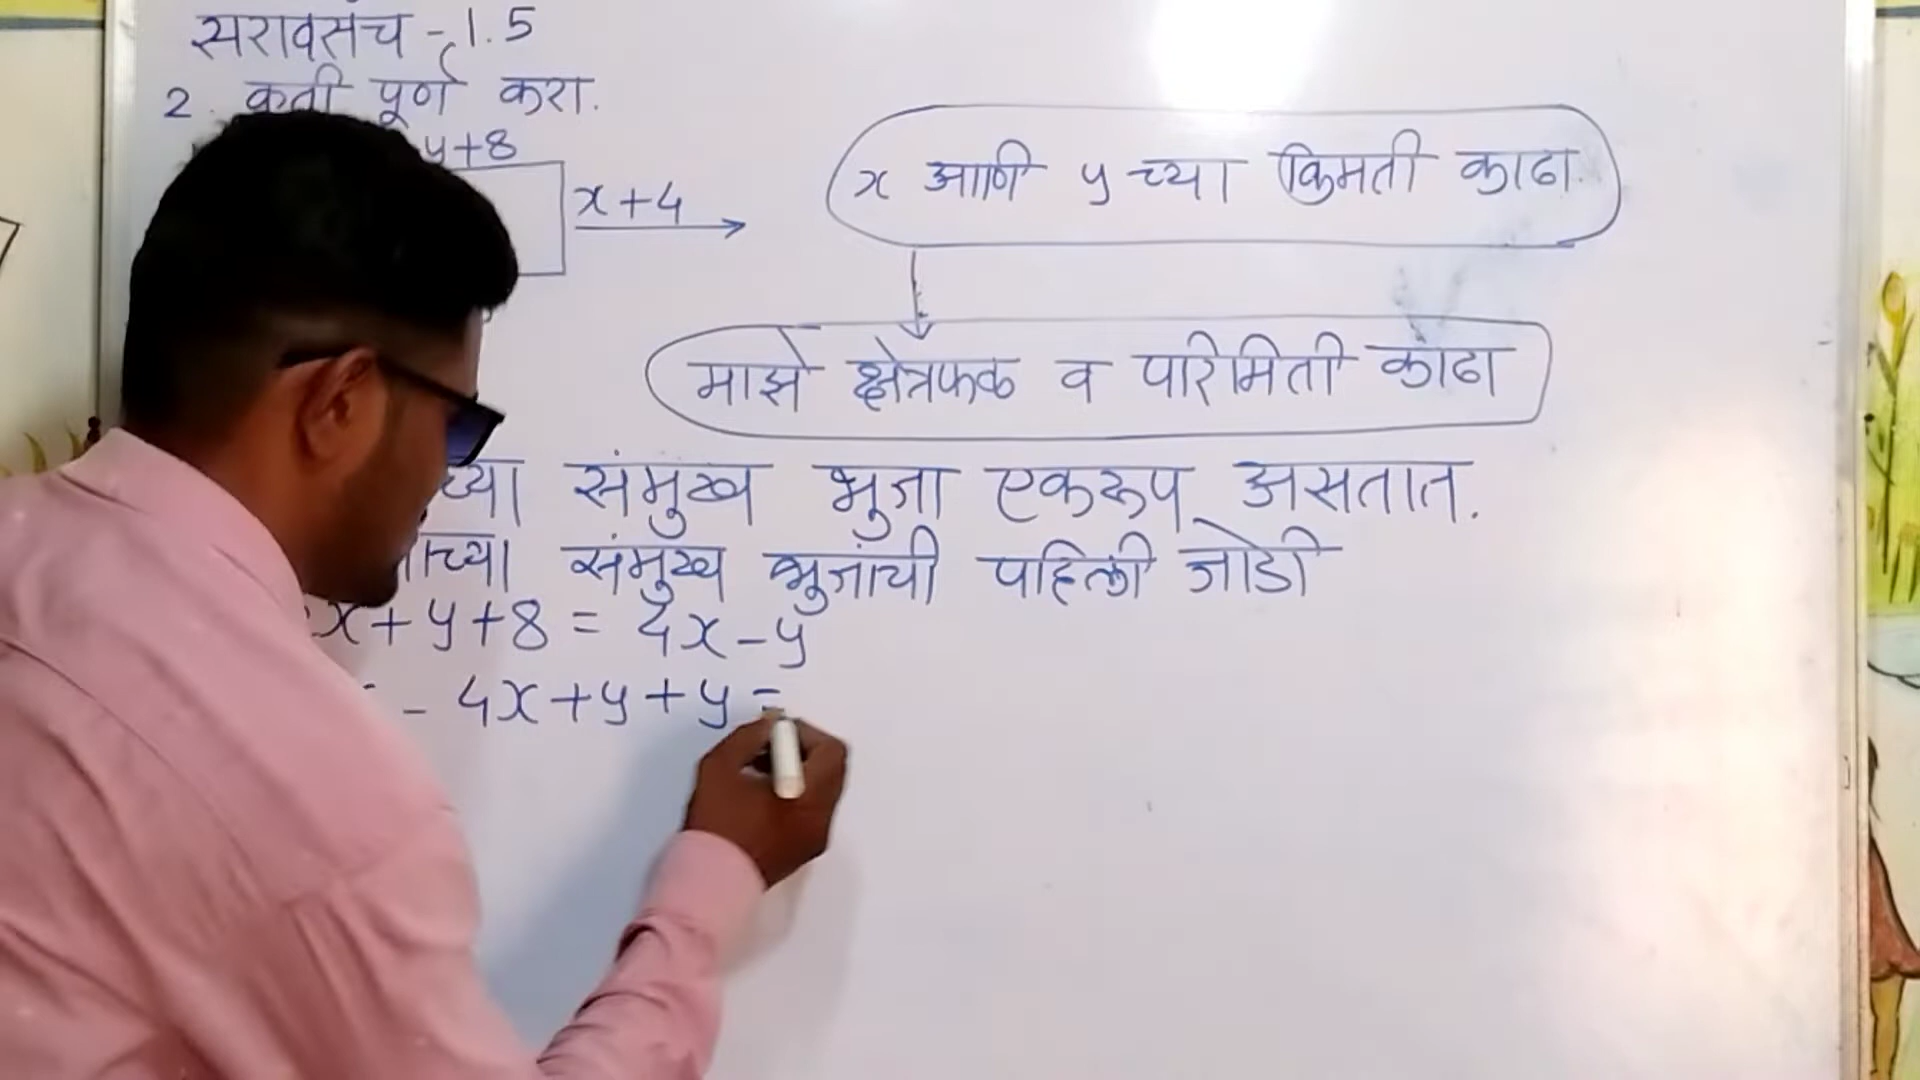 सरावसंच - 1.5
2. कृती पूर्ण करा.
y+8
x+4
x आणि y च्या किंमती काढा.
माझे क्षेत्रफळ व परिमिती काढा
च्या संमुख भुजा एकरूप असतात.
ाच्या संमुख भुजांची पहिली जोडी
x+y+8 = 4x-y
- 4x+y+y =